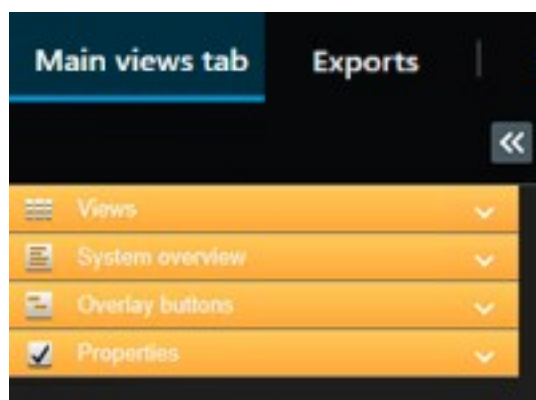 Main views tab Exports
Views
System overview
Overlay buttons
Properties